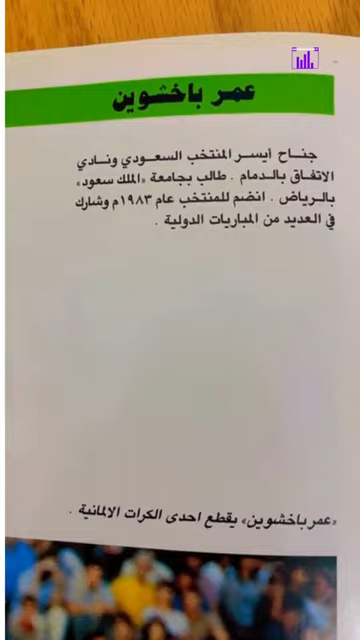 عمر باخشوين
جناح أيسر المنتخب السعودي ونادي
الاتفاق بالدمام . طالب بجامعة «الملك سعود»
بالرياض . انضم للمنتخب عام ١٩٨٣م وشارك
في العديد من المباريات الدولية .
«عمر باخشوين» يقطع احدى الكرات الالمانية .